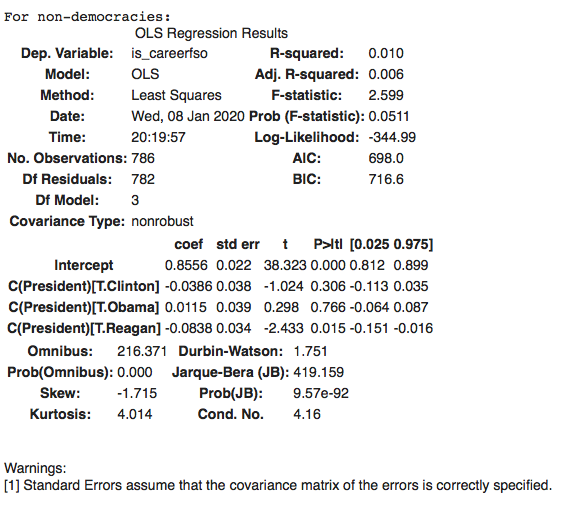 For non-democracies:
OLS Regression Results
Dep. Variable: is_careerfso R-squared: 0.010
Model: OLS Adj. R-squared: 0.006
Method: Least Squares F-statistic: 2.599
Date: Wed, 08 Jan 2020 Prob (F-statistic): 0.0511
Time: 20:19:57 Log-Likelihood: -344.99
No. Observations: 786 AIC: 698.0
Df Residuals: 782 BIC: 716.6
Df Model: 3
Covariance Type: nonrobust
coef std err t P>|t| [0.025 0.975]
Intercept 0.8556 0.022 38.323 0.000 0.812 0.899
C(President)[T.Clinton] -0.0386 0.038 -1.024 0.306 -0.113 0.035
C(President)[T.Obama] 0.0115 0.039 0.298 0.766 -0.064 0.087
C(President)[T.Reagan] -0.0838 0.034 -2.433 0.015 -0.151 -0.016
Omnibus: 216.371 Durbin-Watson: 1.751
Prob(Omnibus): 0.000 Jarque-Bera (JB): 419.159
Skew: -1.715 Prob(JB): 9.57e-92
Kurtosis: 4.014 Cond. No. 4.16
Warnings:
[1] Standard Errors assume that the covariance matrix of the errors is correctly specified.